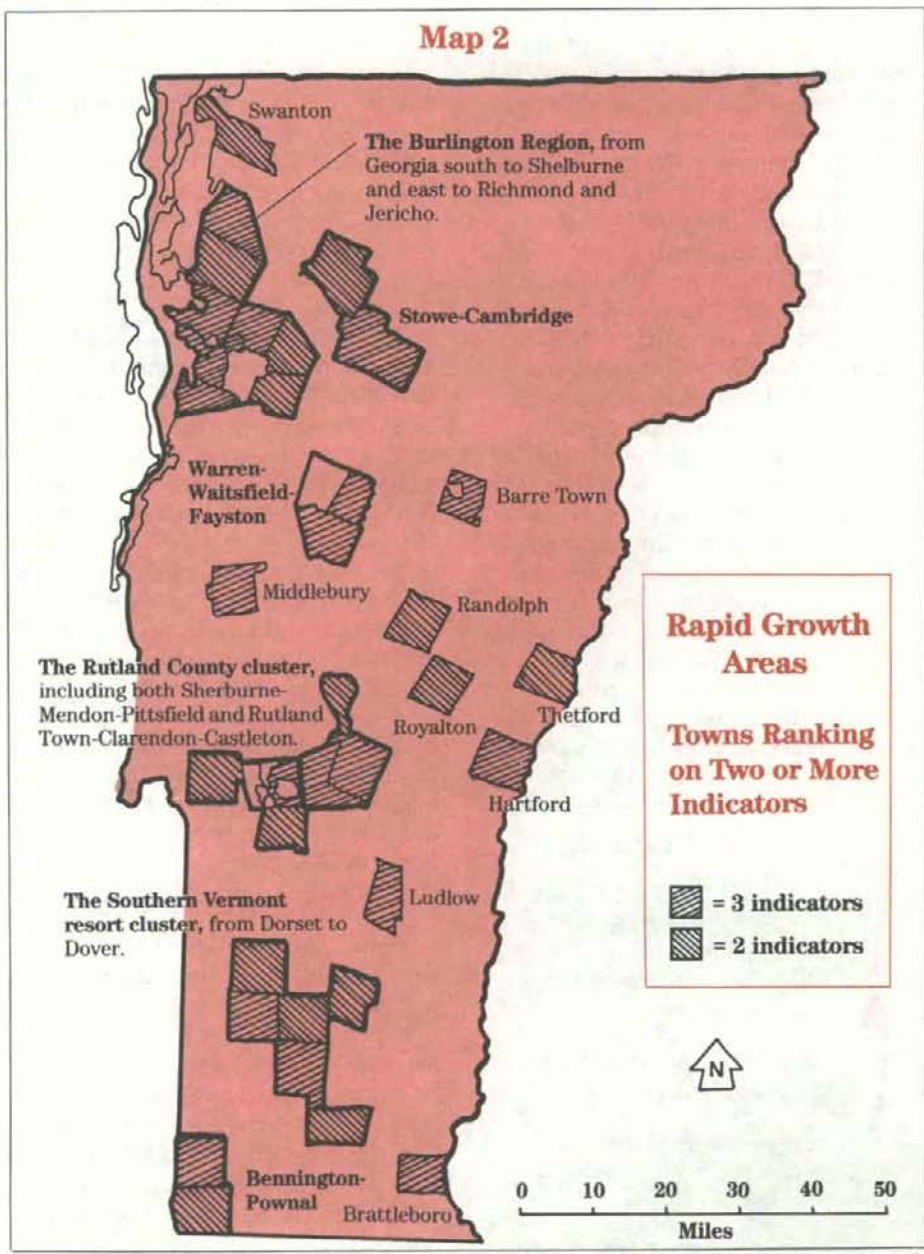 Map 2
Swanton
The Burlington Region, from
Georgia south to Shelburne
and east to Richmond and
Jericho.
Stowe-Cambridge
Warren-
Waitsfield-
Fayston
Barre Town
Middlebury
Randolph
The Rutland County cluster,
including both Sherburne-
Mendon-Pittsfield and Rutland
Town-Clarendon-Castleton.
Royalton
Thetford
Hartford
The Southern Vermont
resort cluster, from Dorset to
Dover.
Ludlow
Bennington-
Pownal
Brattleboro
Rapid Growth
Areas
Towns Ranking
on Two or More
Indicators
= 3 indicators
= 2 indicators
N
0 10 20 30 40 50
Miles